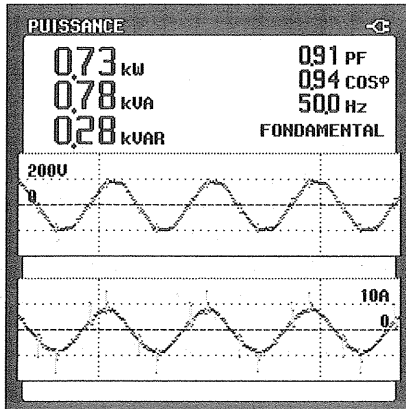 PUISSANCE
0,73 kW
0,78 kVA
0,28 kVAR
0,91 PF
0,94 COSφ
50,0 Hz
FONDAMENTAL
200V
0
10A
0